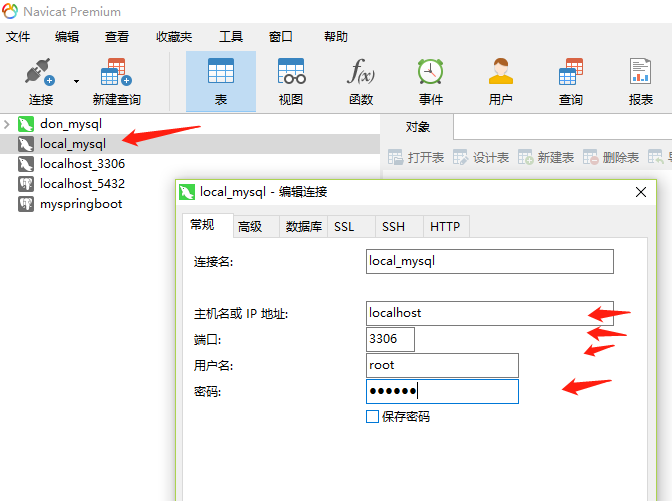 Navicat Premium
文件 编辑 查看 收藏夹 工具 窗口 帮助
f(x)
连接 新建查询 表 视图 函数 事件 用户 查询 报表
don_mysql
local_mysql
localhost_3306
localhost_5432
myspringboot
对象
打开表 设计表 新建表 删除表
local_mysql - 编辑连接
常规 高级 数据库 SSL SSH HTTP
连接名: local_mysql
主机名或 IP 地址: localhost
端口: 3306
用户名: root
密码: ●●●●●●
保存密码